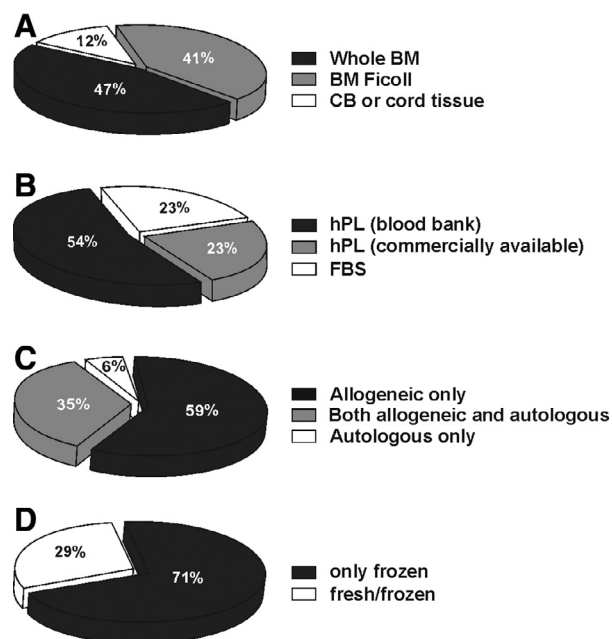 A
12%
41%
47%
Whole BM
BM Ficoll
CB or cord tissue
B
23%
54%
23%
hPL (blood bank)
hPL (commercially available)
FBS
C
6%
35%
59%
Allogeneic only
Both allogeneic and autologous
Autologous only
D
29%
71%
only frozen
fresh/frozen